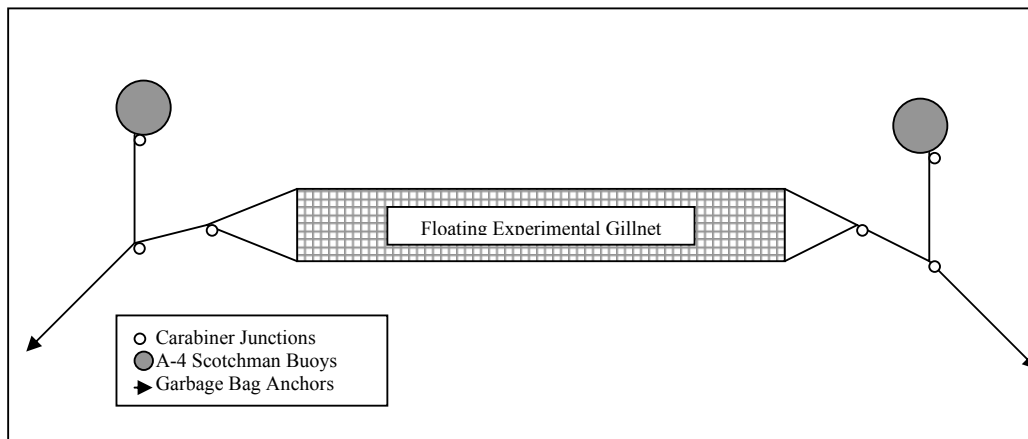 Floating Experimental Gillnet
Carabiner Junctions
A-4 Scotchman Buoys
Garbage Bag Anchors